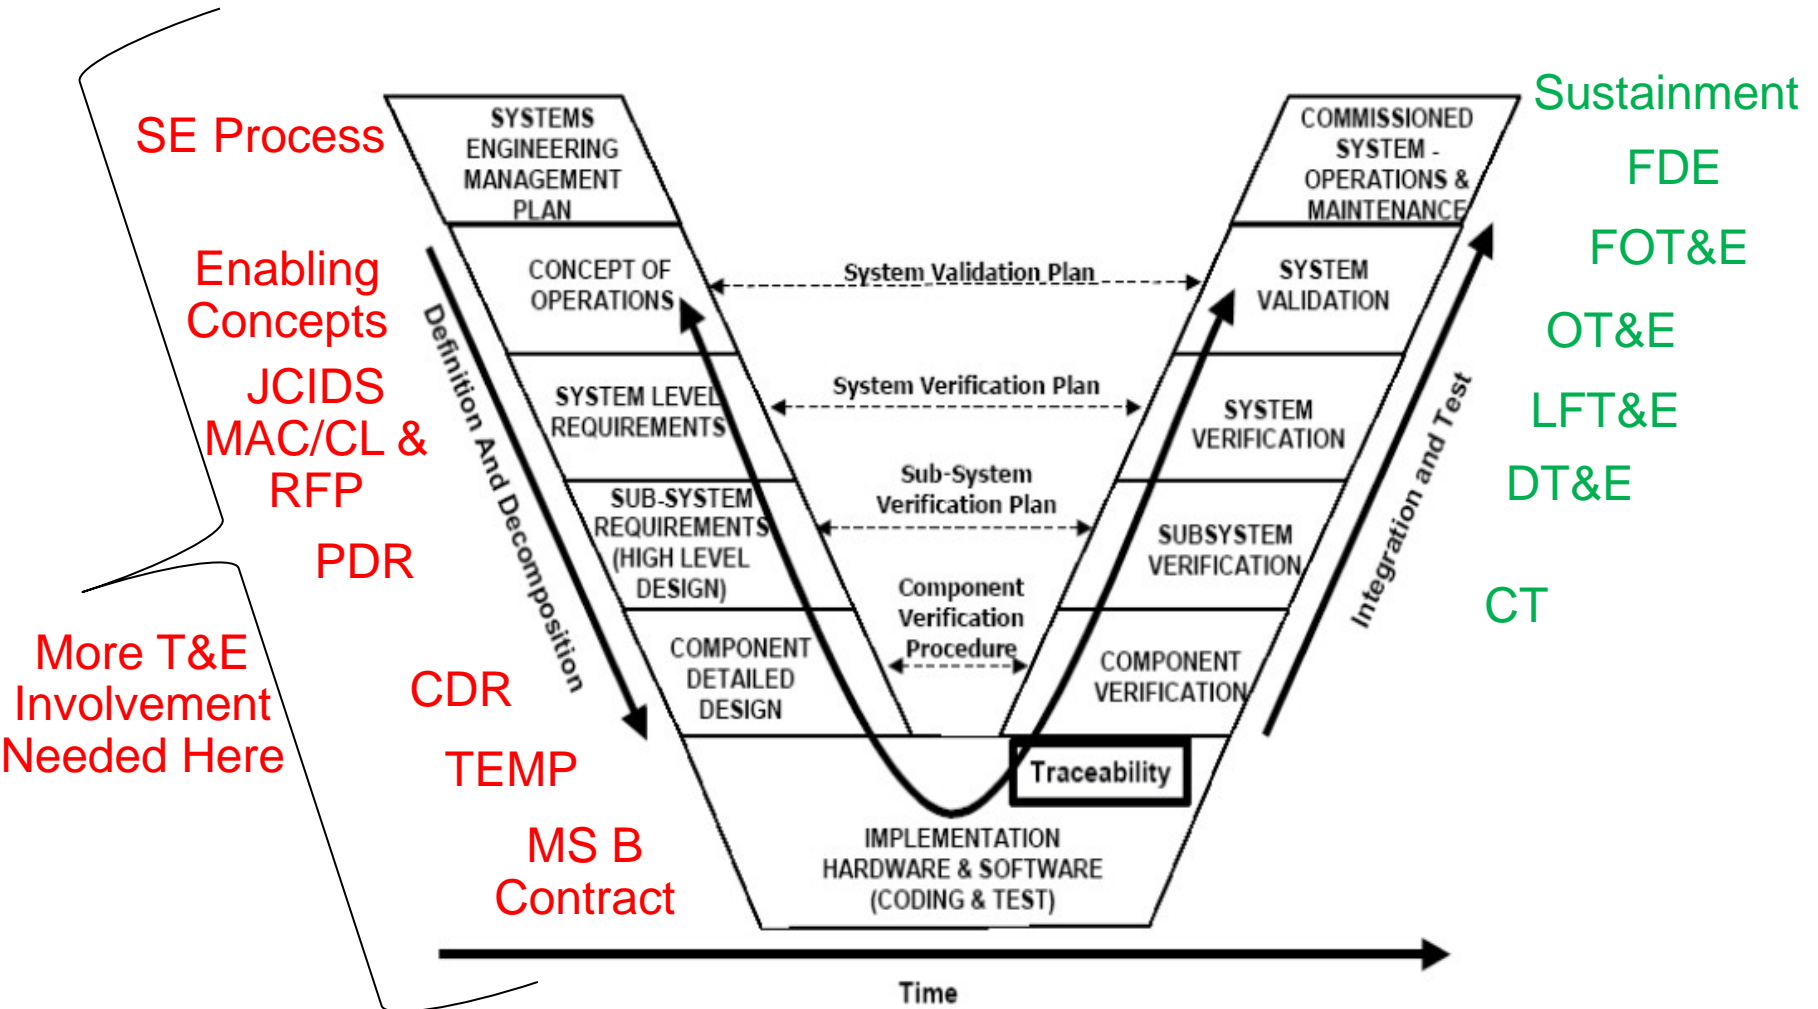 SE Process
Enabling
Concepts
JCIDS
MAC/CL &
RFP
PDR
More T&E
Involvement
Needed Here
CDR
TEMP
MS B
Contract
SYSTEMS
ENGINEERING
MANAGEMENT
PLAN
CONCEPT OF
OPERATIONS
SYSTEM LEVEL
REQUIREMENTS
SUB-SYSTEM
REQUIREMENTS
(HIGH LEVEL
DESIGN)
COMPONENT
DETAILED
DESIGN
Definition And Decomposition
System Validation Plan
System Verification Plan
Sub-System
Verification Plan
Component
Verification
Procedure
Traceability
IMPLEMENTATION
HARDWARE & SOFTWARE
(CODING & TEST)
COMMISSIONED
SYSTEM -
OPERATIONS &
MAINTENANCE
SYSTEM
VALIDATION
SYSTEM
VERIFICATION
SUBSYSTEM
VERIFICATION
COMPONENT
VERIFICATION
Integration and Test
Sustainment
FDE
FOT&E
OT&E
LFT&E
DT&E
CT
Time